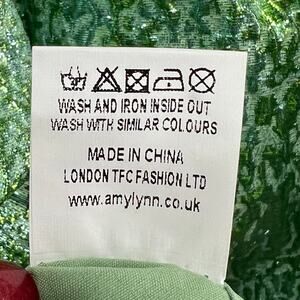 WASH AND IRON INSIDE OUT
WASH WITH SIMILAR COLOURS
MADE IN CHINA
LONDON TFC FASHION LTD
www.amylynn.co.uk